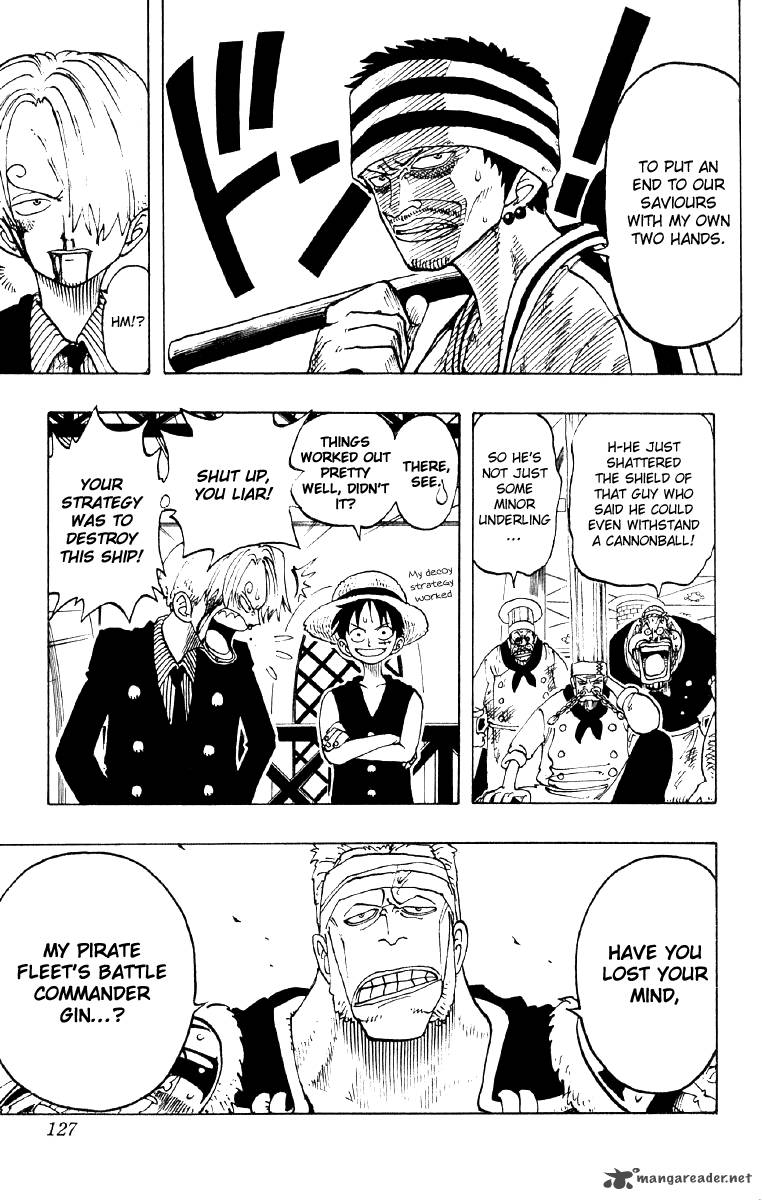 TO PUT AN
END TO OUR
SAVIOURS
WITH MY OWN
TWO HANDS.
ドーン!
HM!?
H-HE JUST
SHATTERED
THE SHIELD OF
THAT GUY WHO
SAID HE COULD
EVEN WITHSTAND
A CANNONBALL!
SO HE'S
NOT JUST
SOME
MINOR
UNDERLING
...
THERE,
SEE,
THINGS
WORKED OUT
PRETTY
WELL, DIDN'T
IT?
My decoy
strategy
worked
SHUT UP,
YOU LIAR!
YOUR
STRATEGY
WAS TO
DESTROY
THIS SHIP!
HAVE YOU
LOST YOUR
MIND,
MY PIRATE
FLEET'S BATTLE
COMMANDER
GIN...?
127
mangareader.net